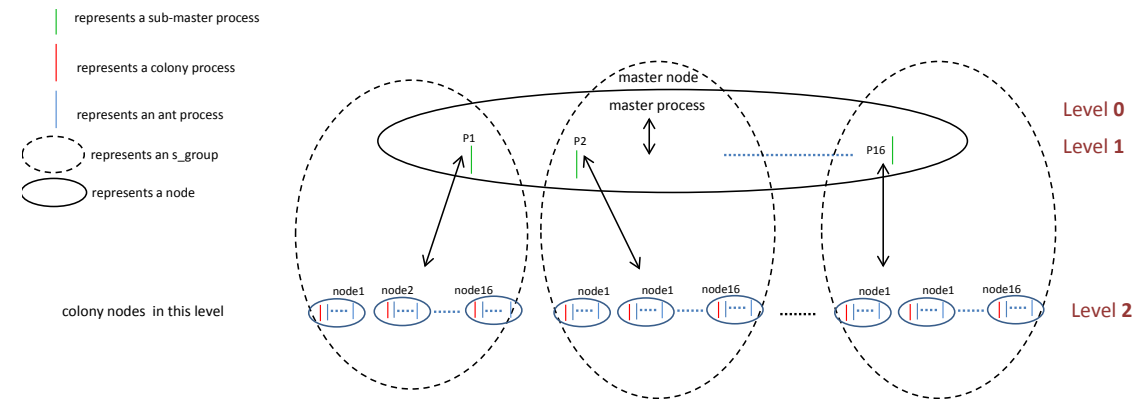 represents a sub-master process
represents a colony process
represents an ant process
represents an s_group
represents a node
master node
master process
Level 0
P1
P2
P16
Level 1
node1
node2
node16
node1
node1
node16
node1
node1
node16
colony nodes in this level
Level 2